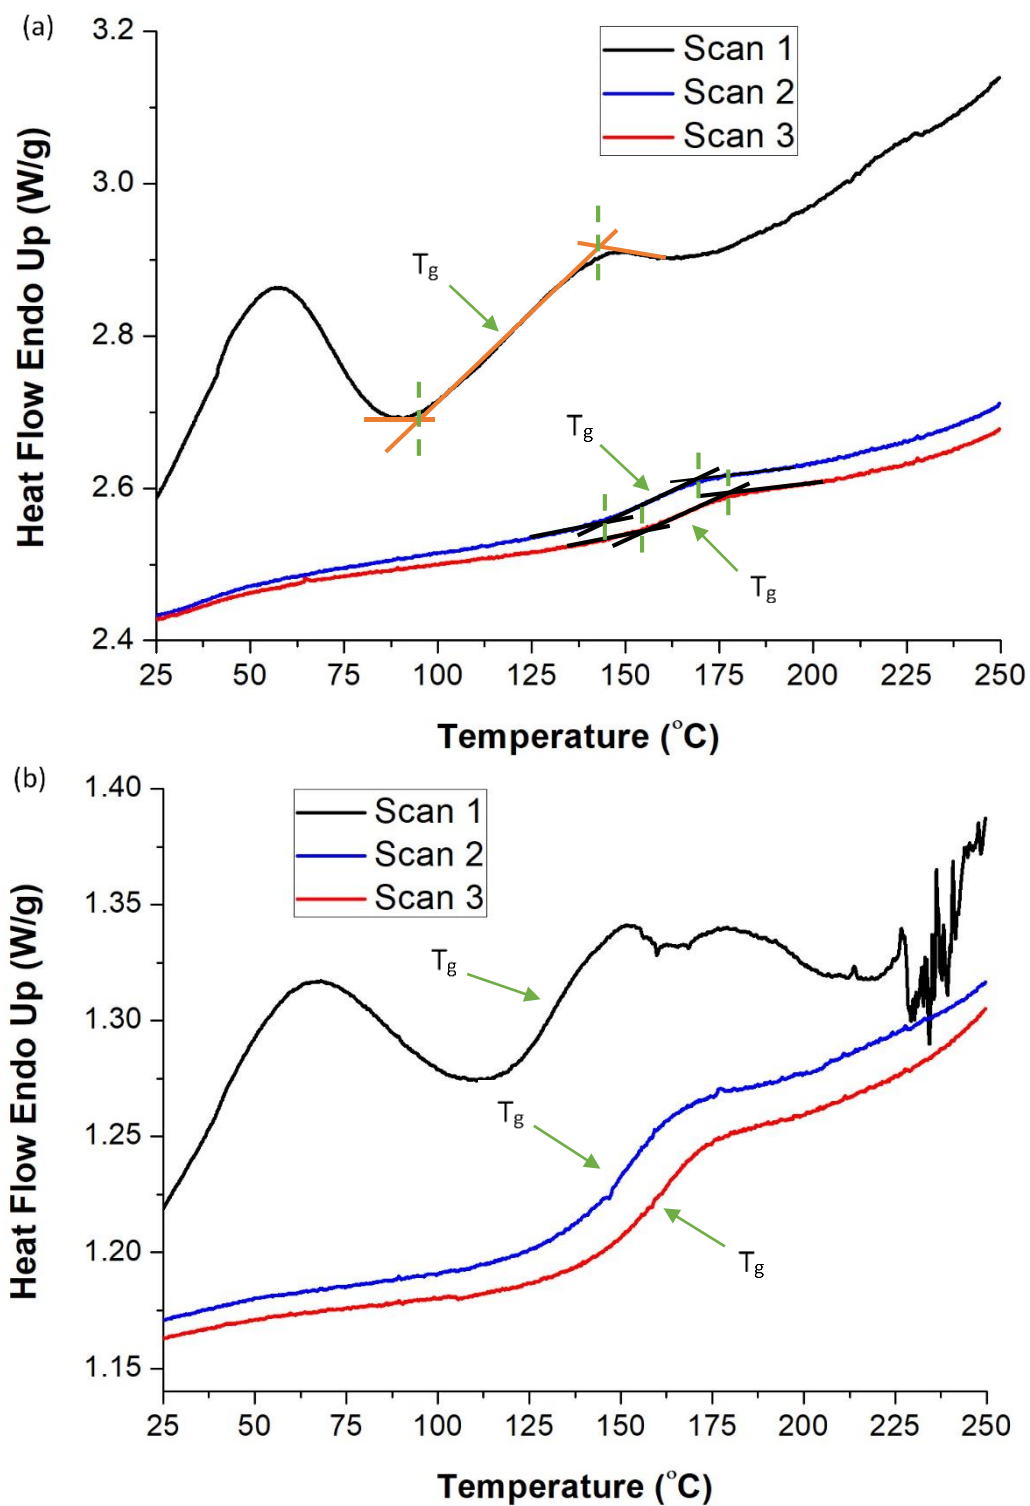 (a)
Heat Flow Endo Up (W/g)
3.2
3.0
2.8
2.6
2.4
Scan 1
Scan 2
Scan 3
Tg
Tg
Tg
25 50 75 100 125 150 175 200 225 250
Temperature (°C)
(b)
Heat Flow Endo Up (W/g)
1.40
1.35
1.30
1.25
1.20
1.15
Scan 1
Scan 2
Scan 3
Tg
Tg
Tg
25 50 75 100 125 150 175 200 225 250
Temperature (°C)